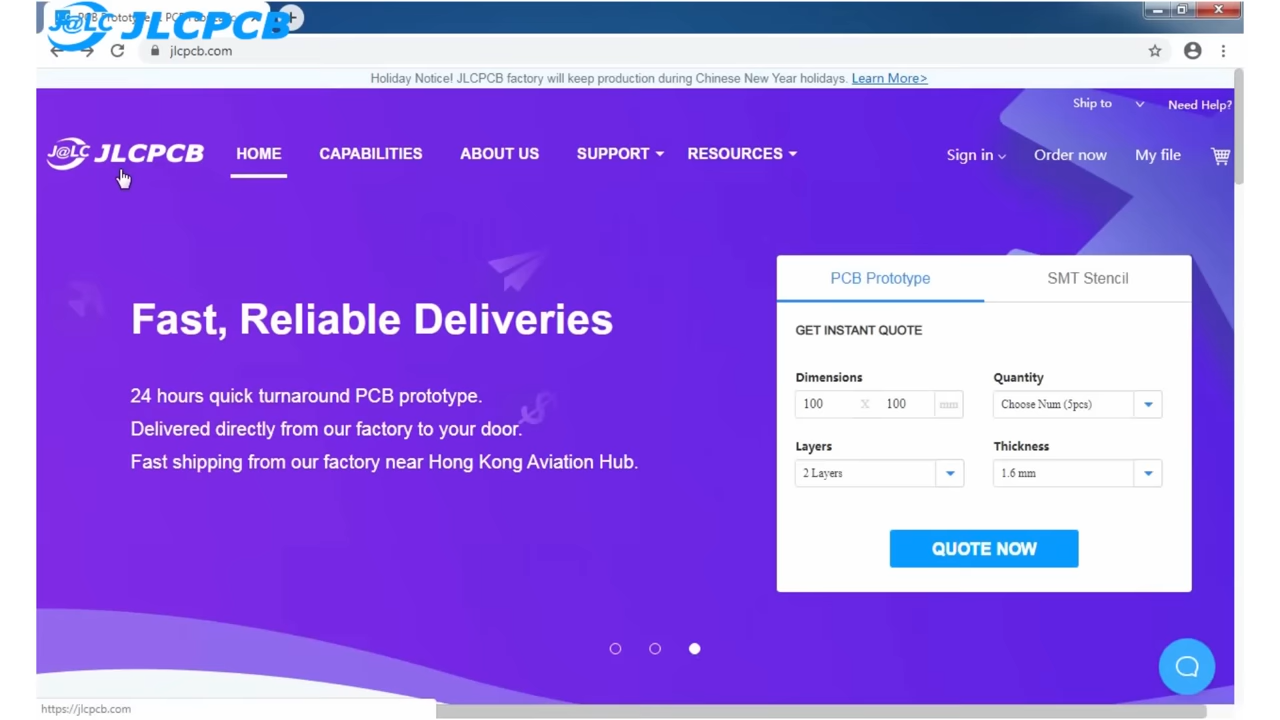 JLCPCB
jlcpcb.com
Holiday Notice! JLCPCB factory will keep production during Chinese New Year holidays. Learn More>
Ship to
Need Help?
J@LC JLCPCB
HOME
CAPABILITIES
ABOUT US
SUPPORT
RESOURCES
Sign in
Order now
My file
Fast, Reliable Deliveries
24 hours quick turnaround PCB prototype.
Delivered directly from our factory to your door.
Fast shipping from our factory near Hong Kong Aviation Hub.
PCB Prototype
SMT Stencil
GET INSTANT QUOTE
Dimensions
Quantity
100 X 100 mm
Choose Num (5pcs)
Layers
Thickness
2 Layers
1.6 mm
QUOTE NOW
https://jlcpcb.com